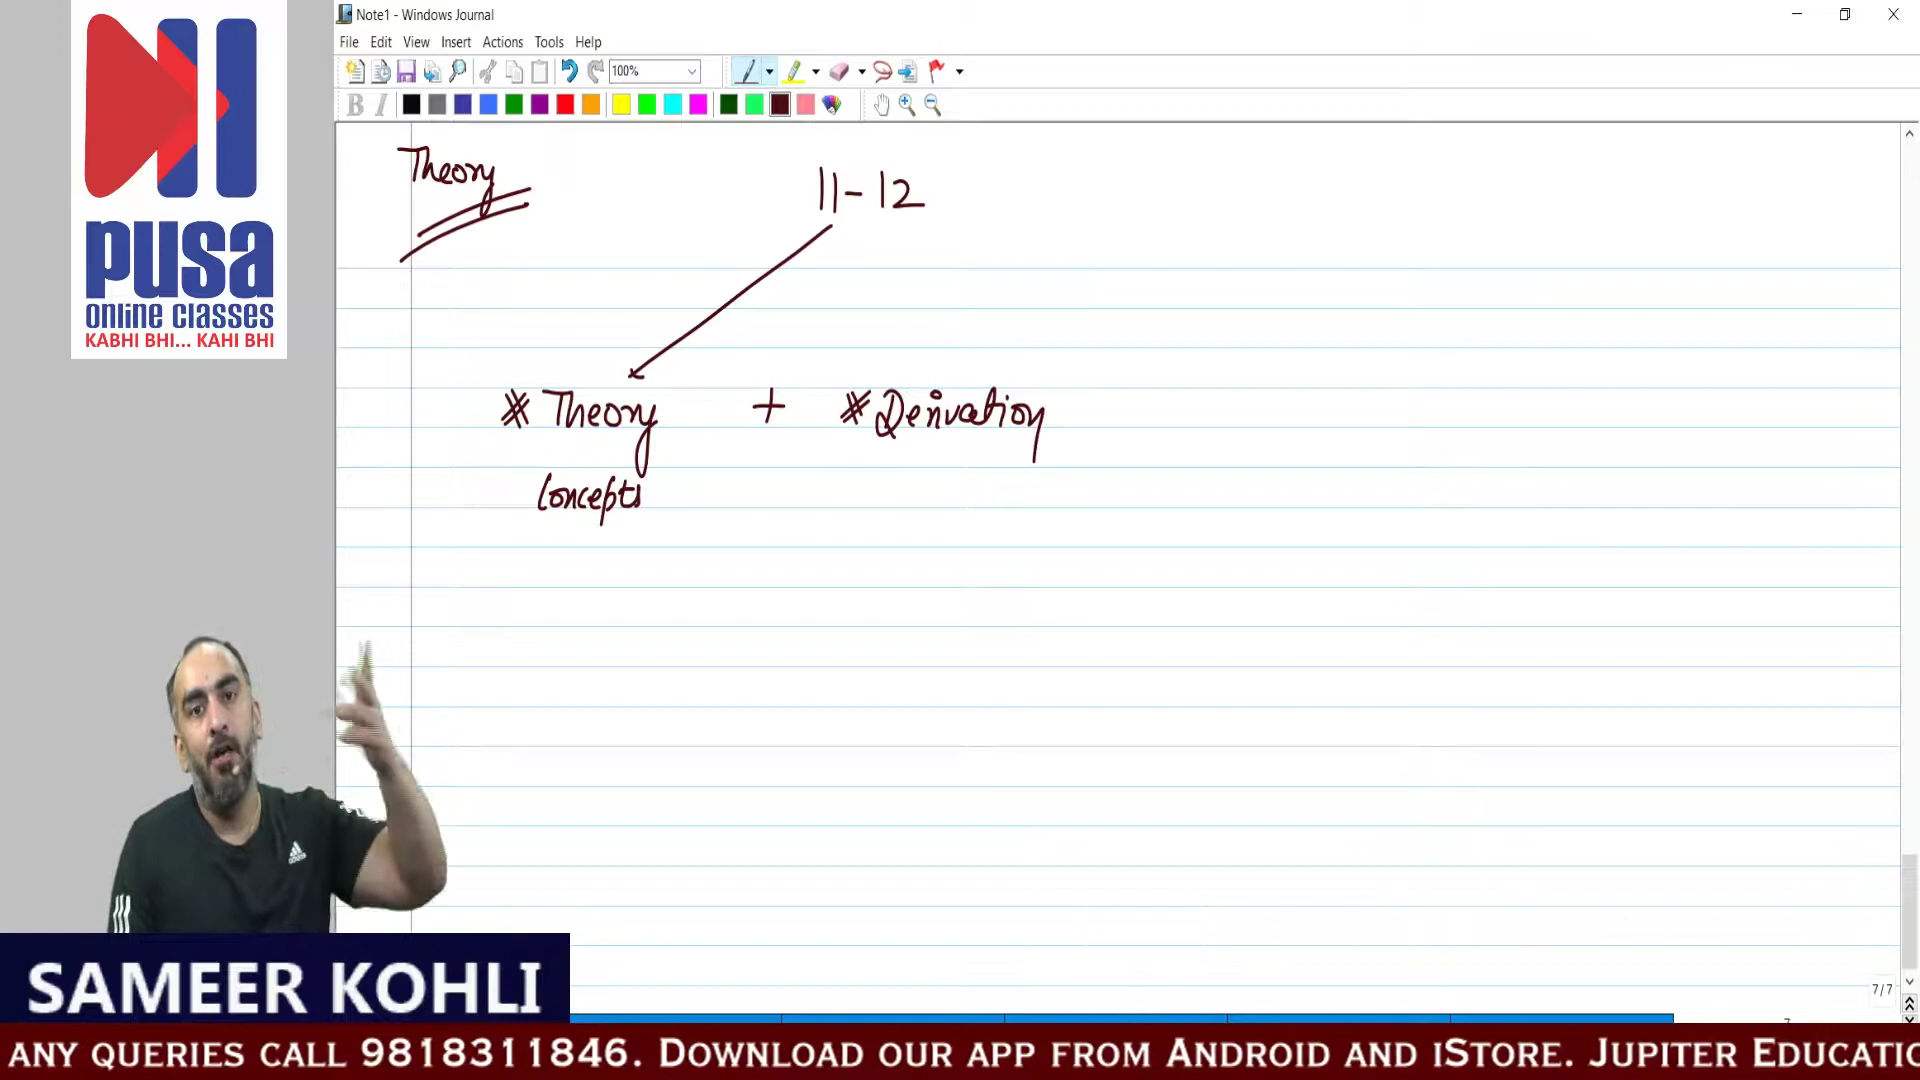 Note1 - Windows Journal
File Edit View Insert Actions Tools Help
100%
B I
Theory
11-12
# Theory + # Derivation
Concepts
PUSA
ONLINE CLASSES
KABHI BHI... KAHI BHI
adidas
7/7
SAMEER KOHLI
ANY QUERIES CALL 9818311846. DOWNLOAD OUR APP FROM ANDROID AND ISTORE. JUPITER EDUCATIO